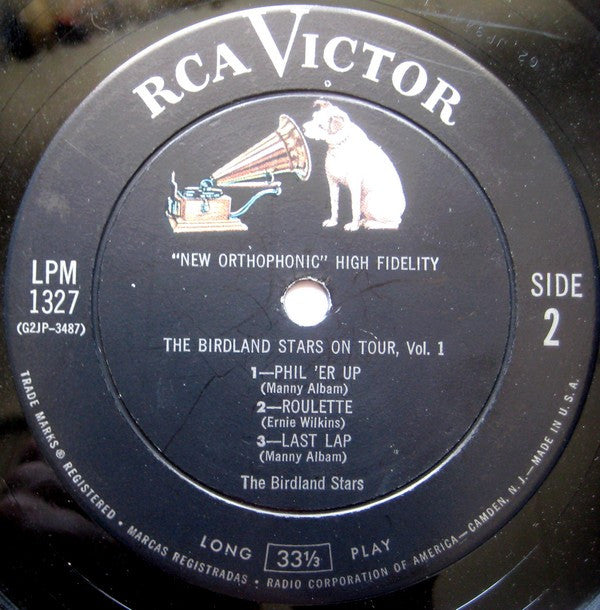 RCA VICTOR
"NEW ORTHOPHONIC" HIGH FIDELITY
LPM
1327
(G2JP-3487)
SIDE
2
THE BIRDLAND STARS ON TOUR, Vol. 1
1—PHIL 'ER UP
(Manny Albam)
2—ROULETTE
(Ernie Wilkins)
3—LAST LAP
(Manny Albam)
The Birdland Stars
LONG 33⅓ PLAY
TRADE MARKS ® REGISTERED • MARCAS REGISTRADAS • RADIO CORPORATION OF AMERICA—CAMDEN, N. J.—MADE IN U.S.A.